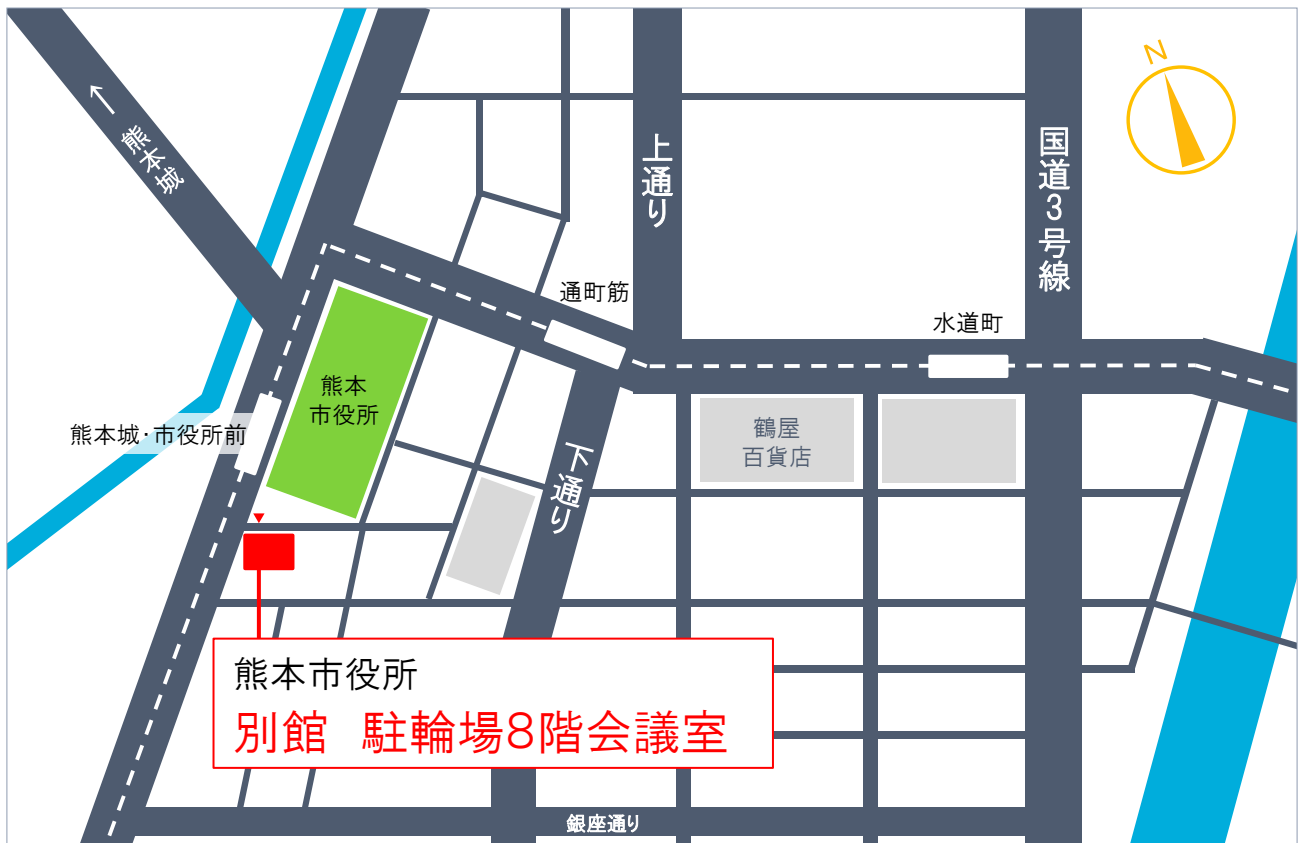 N
↑熊本城
上通り
国道3号線
通町筋
水道町
熊本
市役所
鶴屋
百貨店
熊本城・市役所前
下通り
熊本市役所
別館　駐輪場8階会議室
銀座通り